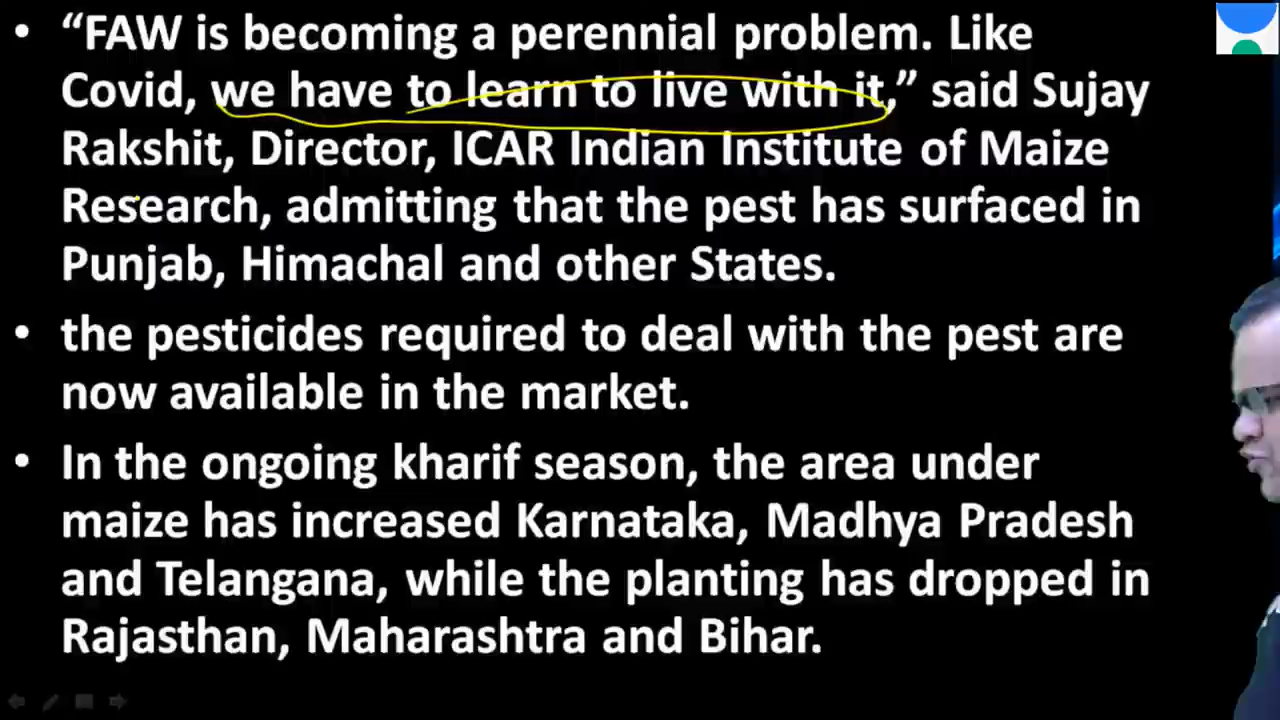 • “FAW is becoming a perennial problem. Like
Covid, we have to learn to live with it,” said Sujay
Rakshit, Director, ICAR Indian Institute of Maize
Research, admitting that the pest has surfaced in
Punjab, Himachal and other States.
• the pesticides required to deal with the pest are
now available in the market.
• In the ongoing kharif season, the area under
maize has increased Karnataka, Madhya Pradesh
and Telangana, while the planting has dropped in
Rajasthan, Maharashtra and Bihar.